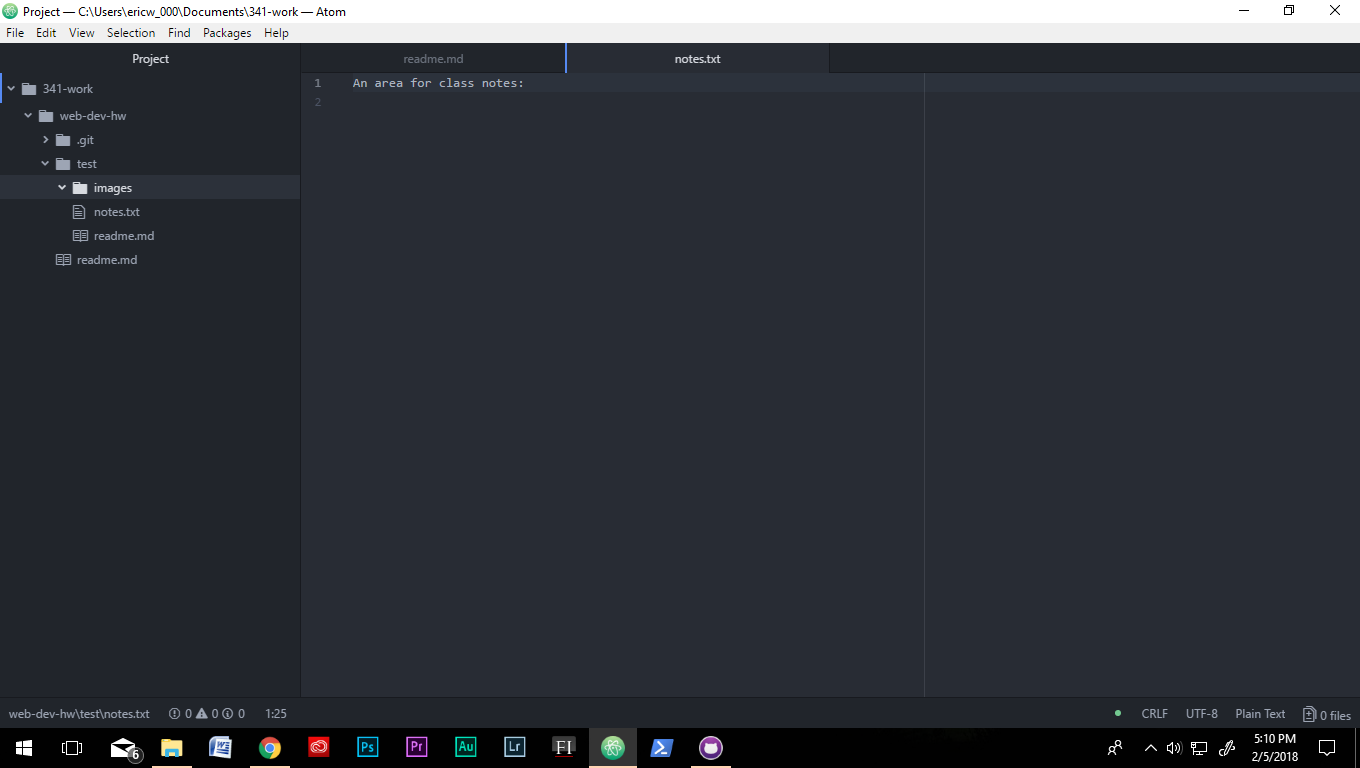 Project — C:\Users\ericw_000\Documents\341-work — Atom
File Edit View Selection Find Packages Help
Project
readme.md
notes.txt
341-work
web-dev-hw
.git
test
images
notes.txt
readme.md
readme.md
1 An area for class notes:
2
web-dev-hw\test\notes.txt 0 0 0 1:25
CRLF UTF-8 Plain Text 0 files
6
W
Ps
Pr
Au
Lr
FI
5:10 PM
2/5/2018